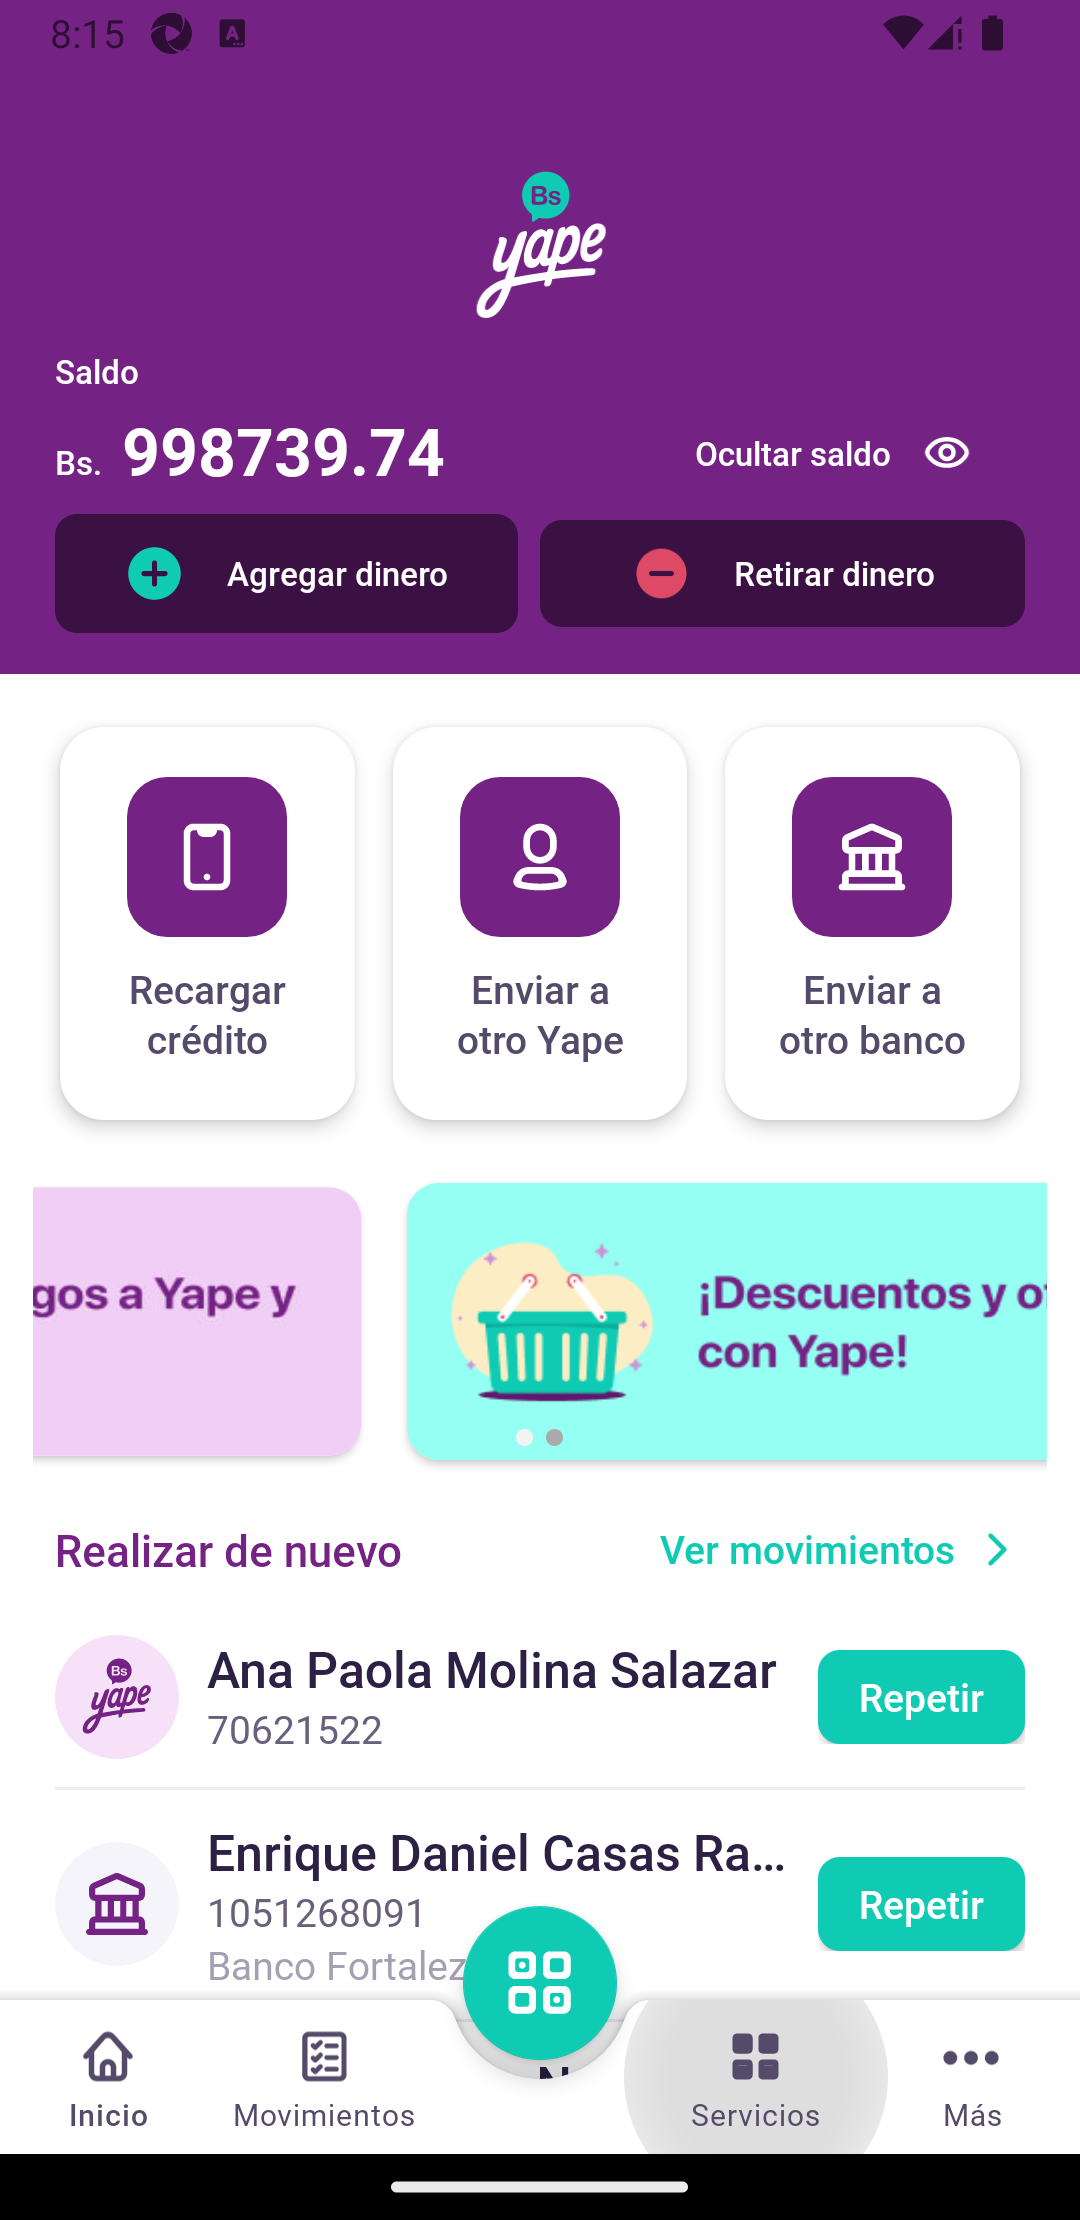 8:15
Bs
yape
Saldo
Bs. 998739.74
Ocultar saldo
Agregar dinero
Retirar dinero
Recargar
crédito
Enviar a
otro Yape
Enviar a
otro banco
gos a Yape y
¡Descuentos y o
con Yape!
Realizar de nuevo
Ver movimientos
Bs
yape
Ana Paola Molina Salazar
70621522
Repetir
Enrique Daniel Casas Ra...
1051268091
Banco Fortalez
Repetir
Inicio
Movimientos
Servicios
Más